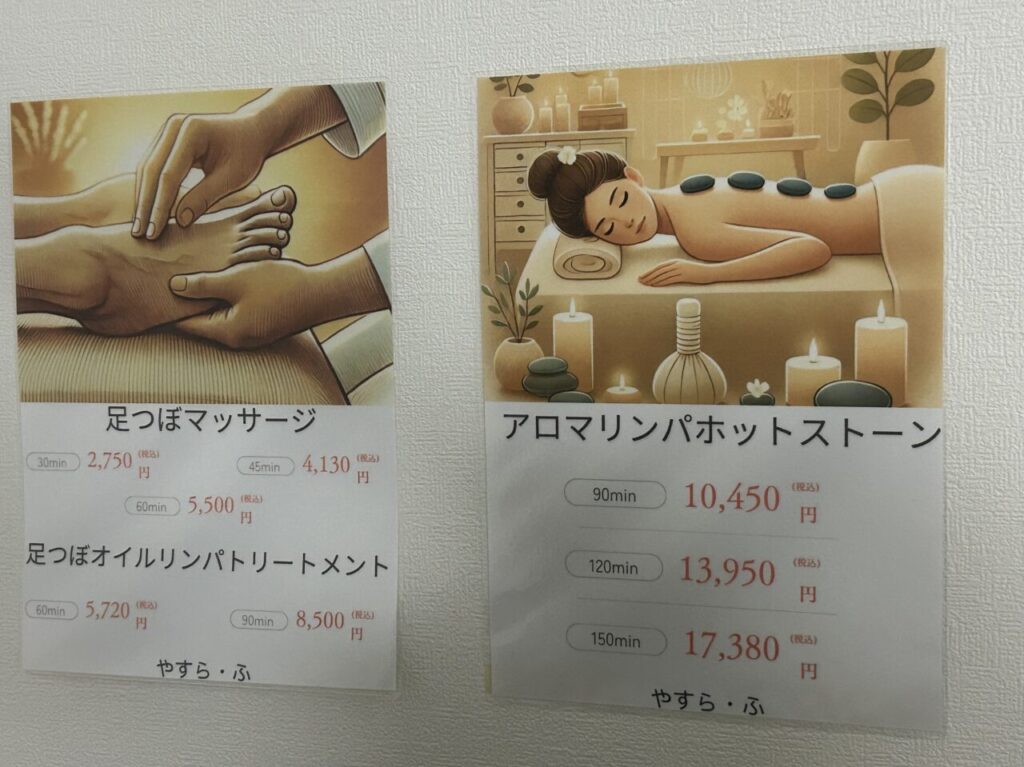 足つぼマッサージ
30min 2,750 (税込) 円 45min 4,130 (税込) 円
60min 5,500 (税込) 円
足つぼオイルリンパトリートメント
60min 5,720 (税込) 円 90min 8,500 (税込) 円
やすら・ふ
アロマリンパホットストーン
90min 10,450 (税込) 円
120min 13,950 (税込) 円
150min 17,380 (税込) 円
やすら・ふ